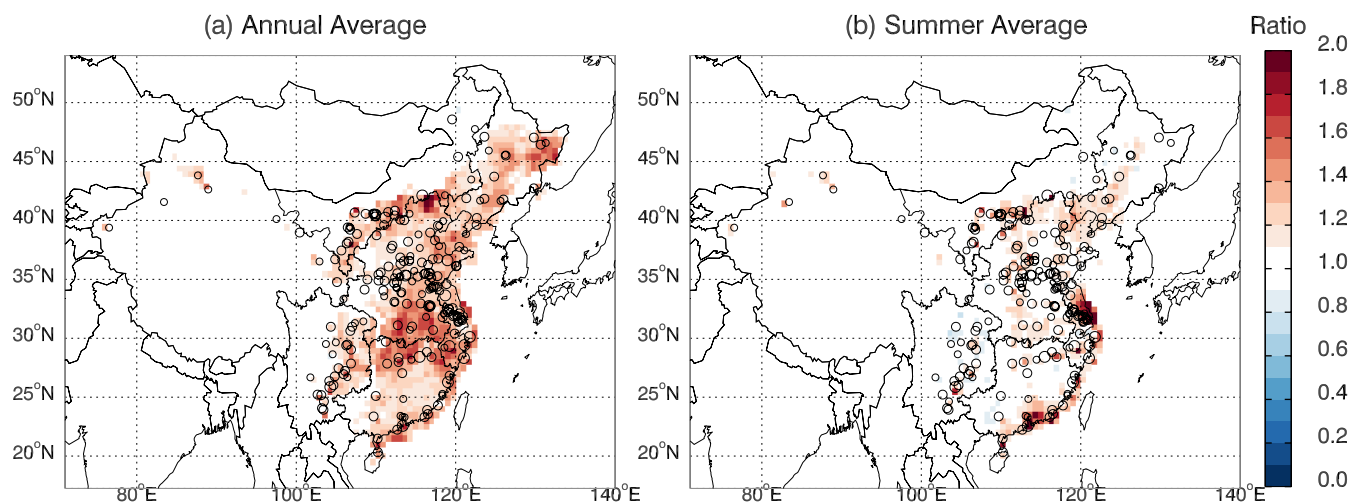 (a) Annual Average
(b) Summer Average
Ratio
50°N
45°N
40°N
35°N
30°N
25°N
20°N
80°E
100°E
120°E
140°E
50°N
45°N
40°N
35°N
30°N
25°N
20°N
80°E
100°E
120°E
140°E
2.0
1.8
1.6
1.4
1.2
1.0
0.8
0.6
0.4
0.2
0.0